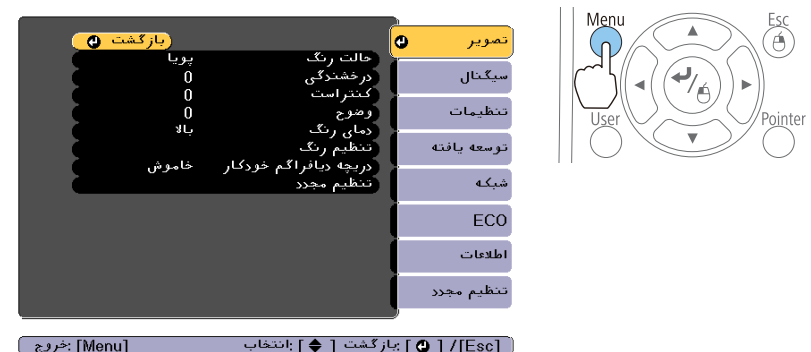 تصویر
سیگنال
تنظیمات
توسعه یافته
شبکه
ECO
اطلاعات
تنظیم مجدد
بازگشت
حالت رنگ پویا
درخشندگی 0
کنتراست 0
وضوح 0
دمای رنگ بالا
تنظیم رنگ
دریچه دیافراگم خودکار خاموش
تنظیم مجدد
[Esc] / [ ] :بازگشت [ ] :انتخاب [Menu] :خروج
Menu
Esc
User
Pointer